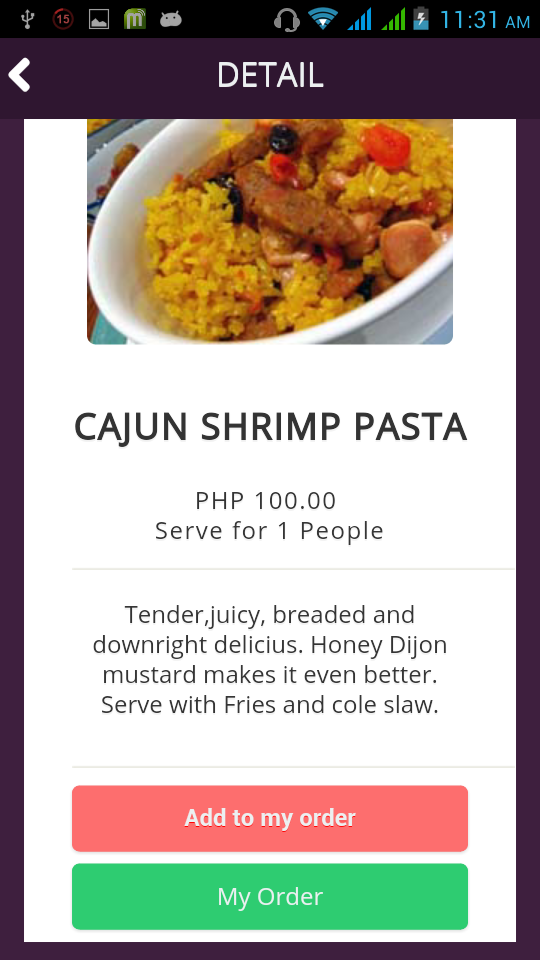 15
11:31 AM
DETAIL
CAJUN SHRIMP PASTA
PHP 100.00
Serve for 1 People
Tender,juicy, breaded and
downright delicius. Honey Dijon
mustard makes it even better.
Serve with Fries and cole slaw.
Add to my order
My Order